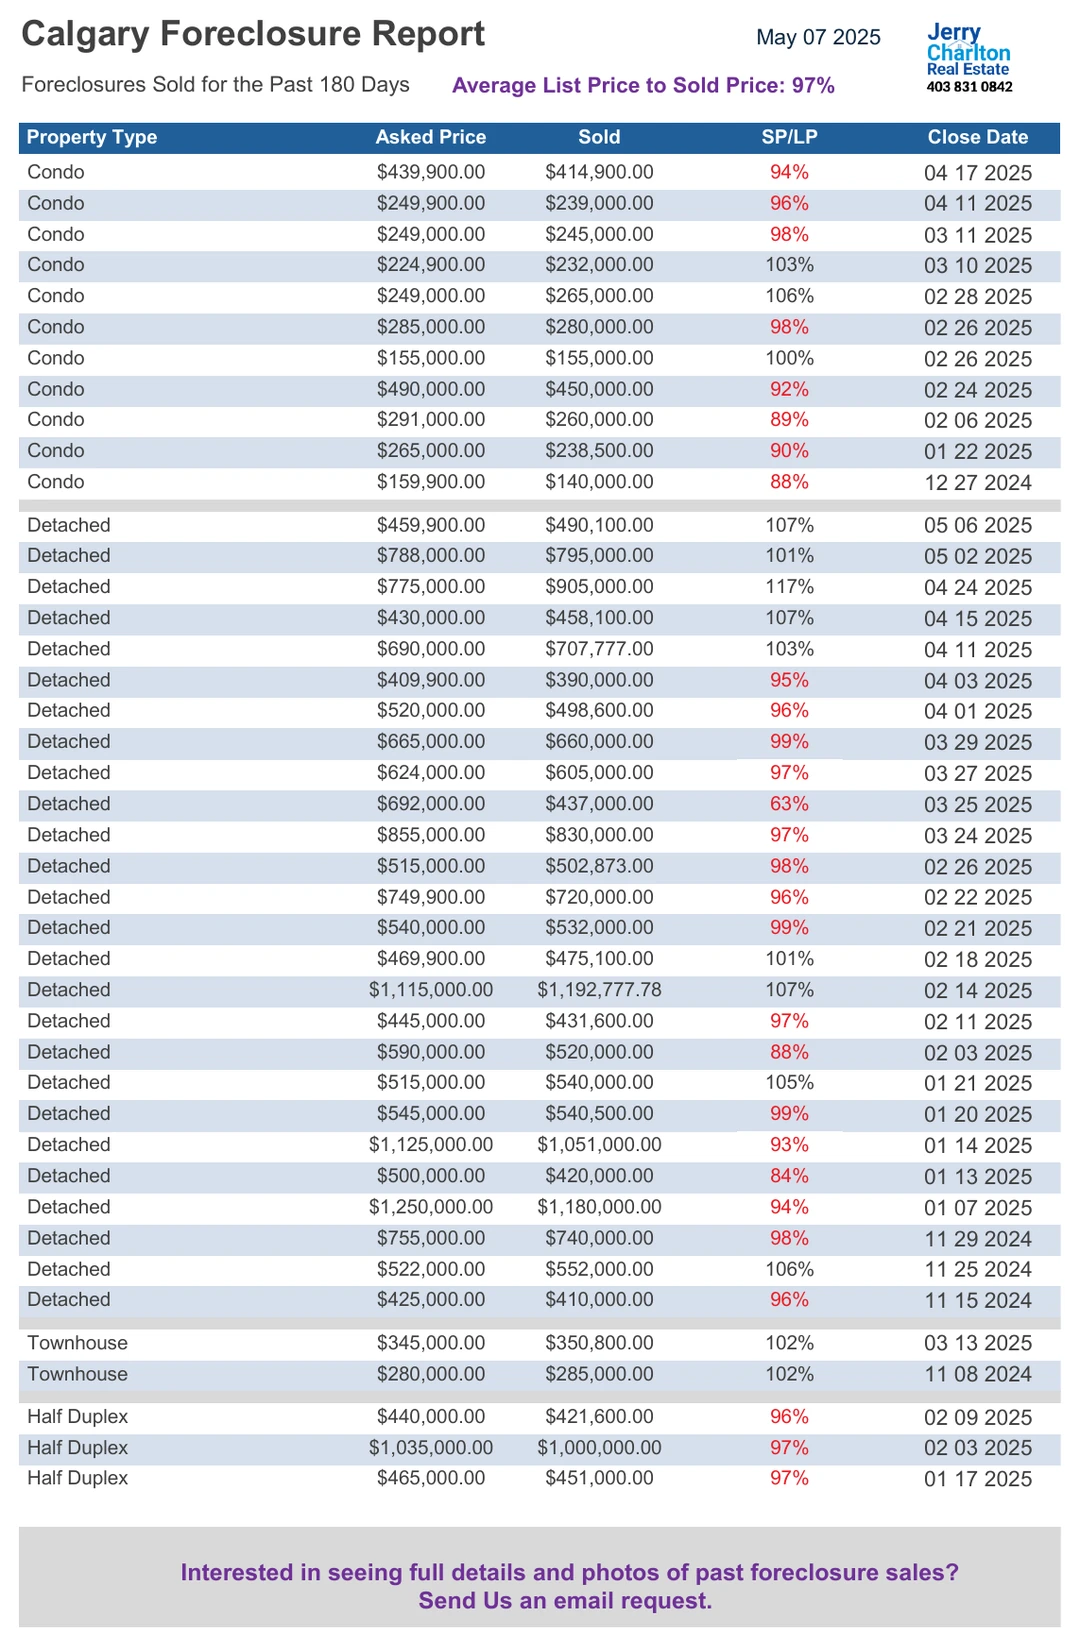 Calgary Foreclosure Report
May 07 2025
Jerry
Charlton
Real Estate
403 831 0842
Foreclosures Sold for the Past 180 Days Average List Price to Sold Price: 97%
Property Type Asked Price Sold SP/LP Close Date
Condo $439,900.00 $414,900.00 94% 04 17 2025
Condo $249,900.00 $239,000.00 96% 04 11 2025
Condo $249,000.00 $245,000.00 98% 03 11 2025
Condo $224,900.00 $232,000.00 103% 03 10 2025
Condo $249,000.00 $265,000.00 106% 02 28 2025
Condo $285,000.00 $280,000.00 98% 02 26 2025
Condo $155,000.00 $155,000.00 100% 02 26 2025
Condo $490,000.00 $450,000.00 92% 02 24 2025
Condo $291,000.00 $260,000.00 89% 02 06 2025
Condo $265,000.00 $238,500.00 90% 01 22 2025
Condo $159,900.00 $140,000.00 88% 12 27 2024
Detached $459,900.00 $490,100.00 107% 05 06 2025
Detached $788,000.00 $795,000.00 101% 05 02 2025
Detached $775,000.00 $905,000.00 117% 04 24 2025
Detached $430,000.00 $458,100.00 107% 04 15 2025
Detached $690,000.00 $707,777.00 103% 04 11 2025
Detached $409,900.00 $390,000.00 95% 04 03 2025
Detached $520,000.00 $498,600.00 96% 04 01 2025
Detached $665,000.00 $660,000.00 99% 03 29 2025
Detached $624,000.00 $605,000.00 97% 03 27 2025
Detached $692,000.00 $437,000.00 63% 03 25 2025
Detached $855,000.00 $830,000.00 97% 03 24 2025
Detached $515,000.00 $502,873.00 98% 02 26 2025
Detached $749,900.00 $720,000.00 96% 02 22 2025
Detached $540,000.00 $532,000.00 99% 02 21 2025
Detached $469,900.00 $475,100.00 101% 02 18 2025
Detached $1,115,000.00 $1,192,777.78 107% 02 14 2025
Detached $445,000.00 $431,600.00 97% 02 11 2025
Detached $590,000.00 $520,000.00 88% 02 03 2025
Detached $515,000.00 $540,000.00 105% 01 21 2025
Detached $545,000.00 $540,500.00 99% 01 20 2025
Detached $1,125,000.00 $1,051,000.00 93% 01 14 2025
Detached $500,000.00 $420,000.00 84% 01 13 2025
Detached $1,250,000.00 $1,180,000.00 94% 01 07 2025
Detached $755,000.00 $740,000.00 98% 11 29 2024
Detached $522,000.00 $552,000.00 106% 11 25 2024
Detached $425,000.00 $410,000.00 96% 11 15 2024
Townhouse $345,000.00 $350,800.00 102% 03 13 2025
Townhouse $280,000.00 $285,000.00 102% 11 08 2024
Half Duplex $440,000.00 $421,600.00 96% 02 09 2025
Half Duplex $1,035,000.00 $1,000,000.00 97% 02 03 2025
Half Duplex $465,000.00 $451,000.00 97% 01 17 2025
Interested in seeing full details and photos of past foreclosure sales?
Send Us an email request.